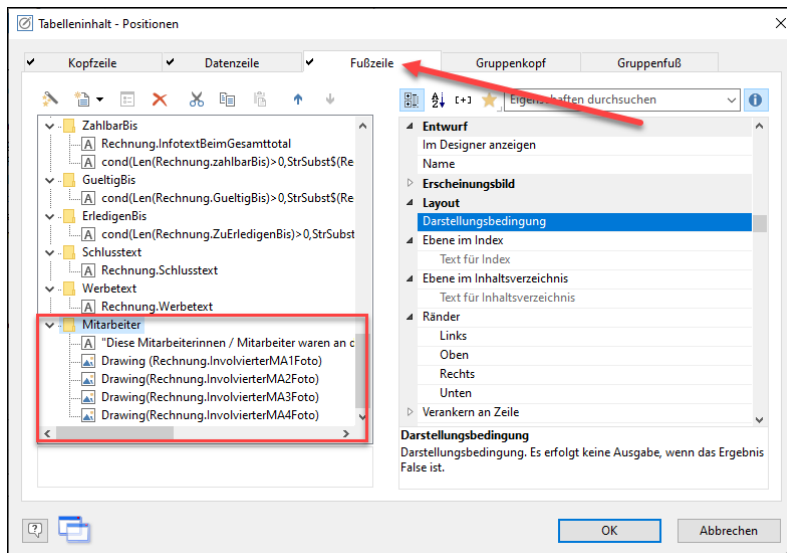 Tabelleninhalt - Positionen
Kopfzeile
Datenzeile
Fußzeile
Gruppenkopf
Gruppenfuß
Eigenschaften durchsuchen
ZahlbarBis
Rechnung.InfotextBeimGesamttotal
cond(Len(Rechnung.zahlbarBis)>0,StrSubst$(Re
GueltigBis
cond(Len(Rechnung.GueltigBis)>0,StrSubst$(Re
ErledigenBis
cond(Len(Rechnung.ZuErledigenBis)>0,StrSubst
Schlusstext
Rechnung.Schlusstext
Werbetext
Rechnung.Werbetext
Mitarbeiter
"Diese Mitarbeiterinnen / Mitarbeiter waren an d
Drawing (Rechnung.InvolvierterMA1Foto)
Drawing(Rechnung.InvolvierterMA2Foto)
Drawing(Rechnung.InvolvierterMA3Foto)
Drawing(Rechnung.InvolvierterMA4Foto)
Entwurf
Im Designer anzeigen
Name
Erscheinungsbild
Layout
Darstellungsbedingung
Ebene im Index
Text für Index
Ebene im Inhaltsverzeichnis
Text für Inhaltsverzeichnis
Ränder
Links
Oben
Rechts
Unten
Verankern an Zeile
Darstellungsbedingung
Darstellungsbedingung. Es erfolgt keine Ausgabe, wenn das Ergebnis
False ist.
OK
Abbrechen